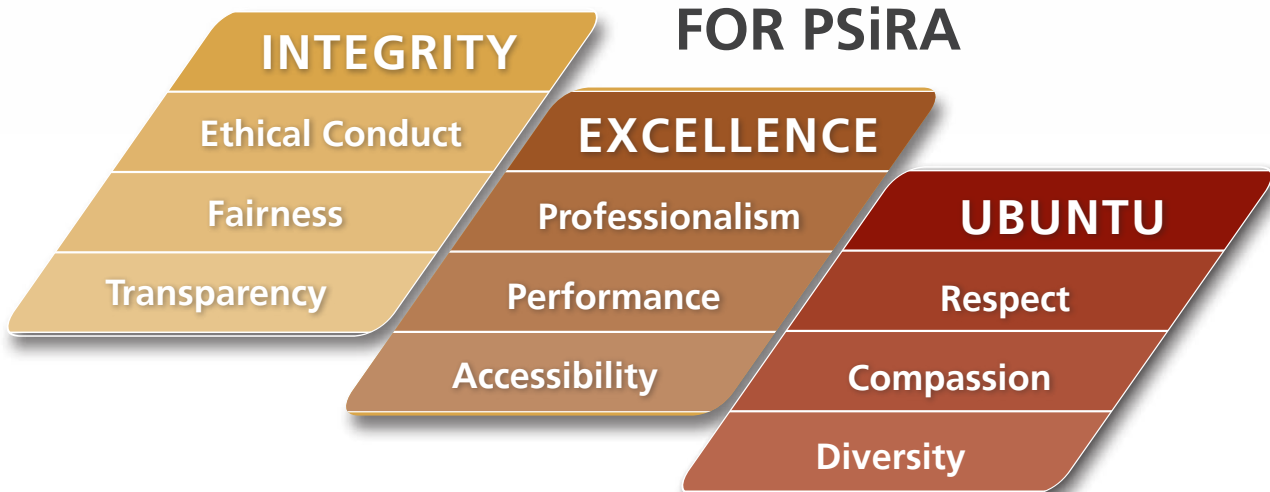 FOR PSiRA
INTEGRITY
Ethical Conduct
Fairness
Transparency
EXCELLENCE
Professionalism
Performance
Accessibility
UBUNTU
Respect
Compassion
Diversity